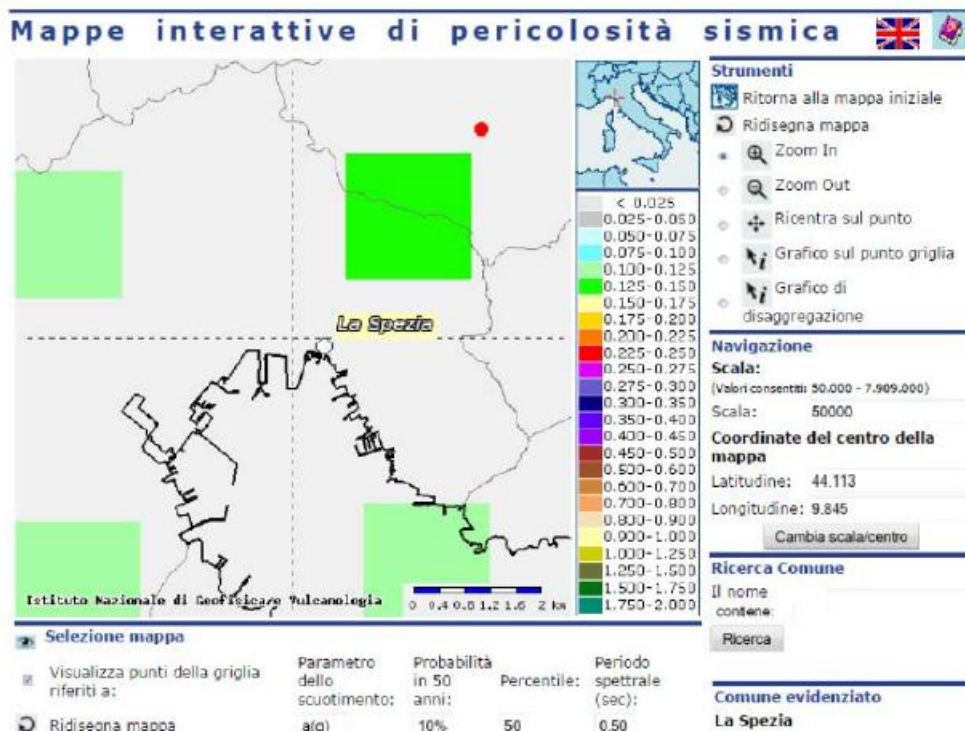 Mappe interattive di pericolosità sismica
La Spezia
Istituto Nazionale di Geofisica e Vulcanologia
0 0.4 0.8 1.2 1.6 2 km
< 0.025
0.025-0.050
0.050-0.075
0.075-0.100
0.100-0.125
0.125-0.150
0.150-0.175
0.175-0.200
0.200-0.225
0.225-0.250
0.250-0.275
0.275-0.300
0.300-0.350
0.350-0.400
0.400-0.450
0.450-0.500
0.500-0.600
0.600-0.700
0.700-0.800
0.800-0.900
0.900-1.000
1.000-1.250
1.250-1.500
1.500-1.750
1.750-2.000
Strumenti
Ritorna alla mappa iniziale
Ridisegna mappa
Zoom In
Zoom Out
Ricentra sul punto
Grafico sul punto griglia
Grafico di
disaggregazione
Navigazione
Scala:
(Valori consentiti: 50.000 - 7.909.000)
Scala: 50000
Coordinate del centro della
mappa
Latitudine: 44.113
Longitudine: 9.845
Cambia scala/centro
Ricerca Comune
Il nome
contiene:
Ricerca
Comune evidenziato
La Spezia
Selezione mappa
Visualizza punti della griglia
riferiti a:
Ridisegna mappa
Parametro
dello
scuotimento:
a(g)
Probabilità
in 50
anni:
10%
Percentile:
50
Periodo
spettrale
(sec):
0.50